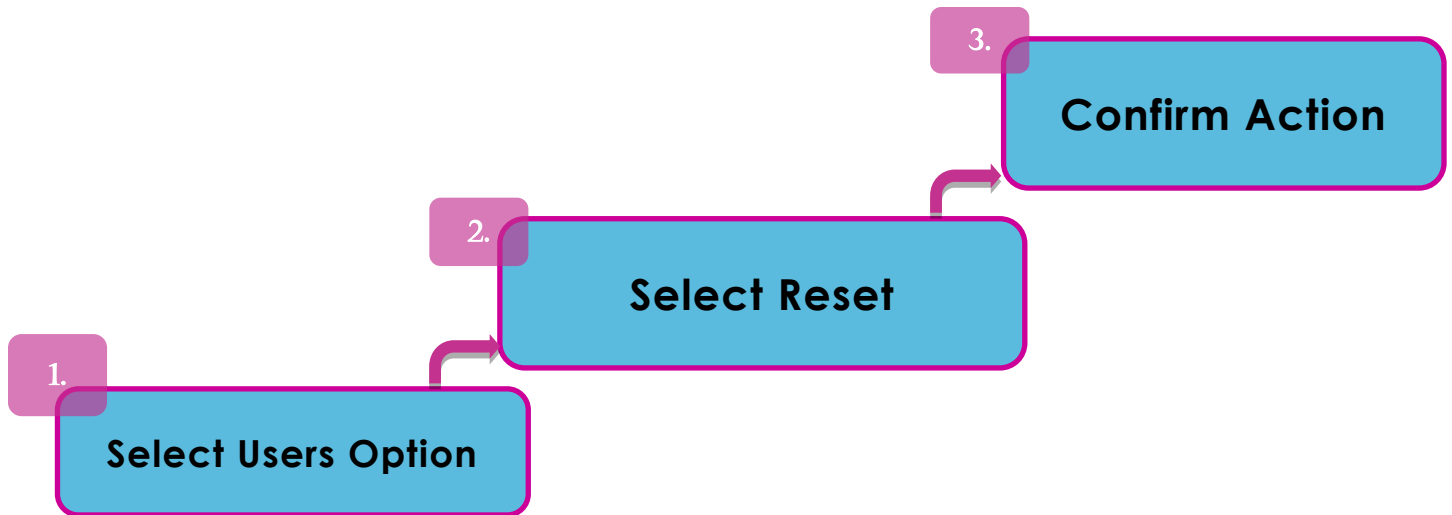 1.
Select Users Option
2.
Select Reset
3.
Confirm Action